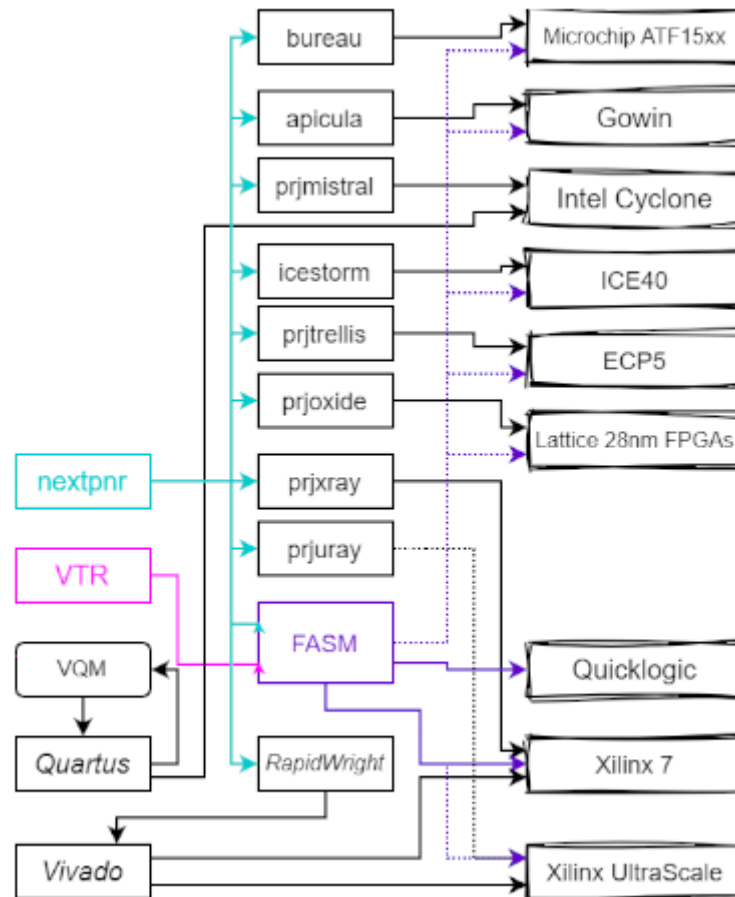 bureau
Microchip ATF15xx
apicula
Gowin
prjmistral
Intel Cyclone
icestorm
ICE40
prjtrellis
ECP5
prjoxide
Lattice 28nm FPGAs
nextpnr
prjxray
VTR
prjuray
FASM
VQM
Quicklogic
Quartus
RapidWright
Xilinx 7
Vivado
Xilinx UltraScale